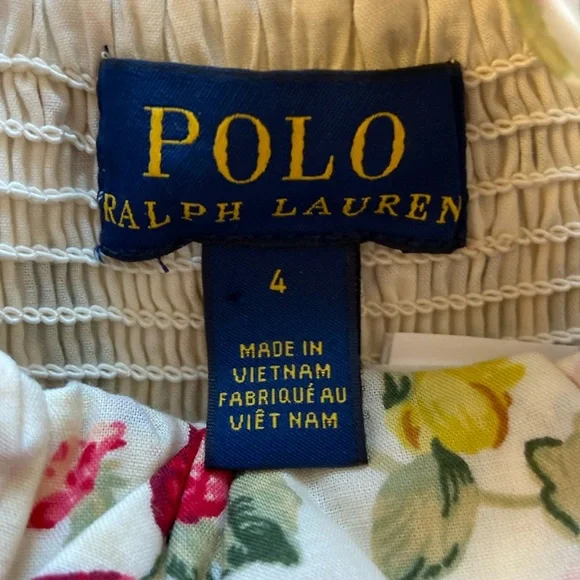 POLO
RALPH LAUREN
4
MADE IN
VIETNAM
FABRIQUÉ AU
VIÊT NAM